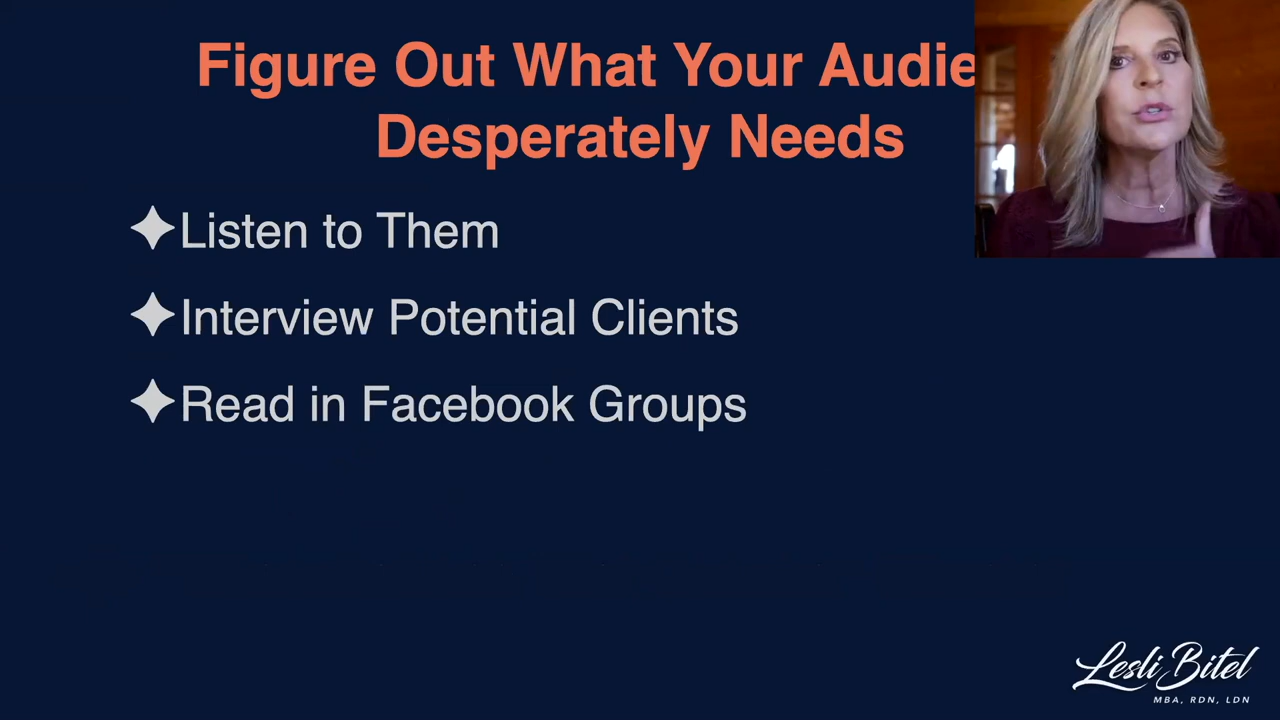 Figure Out What Your Audie
Desperately Needs
Listen to Them
Interview Potential Clients
Read in Facebook Groups
Lesli Bitel
MBA, RDN, LDN